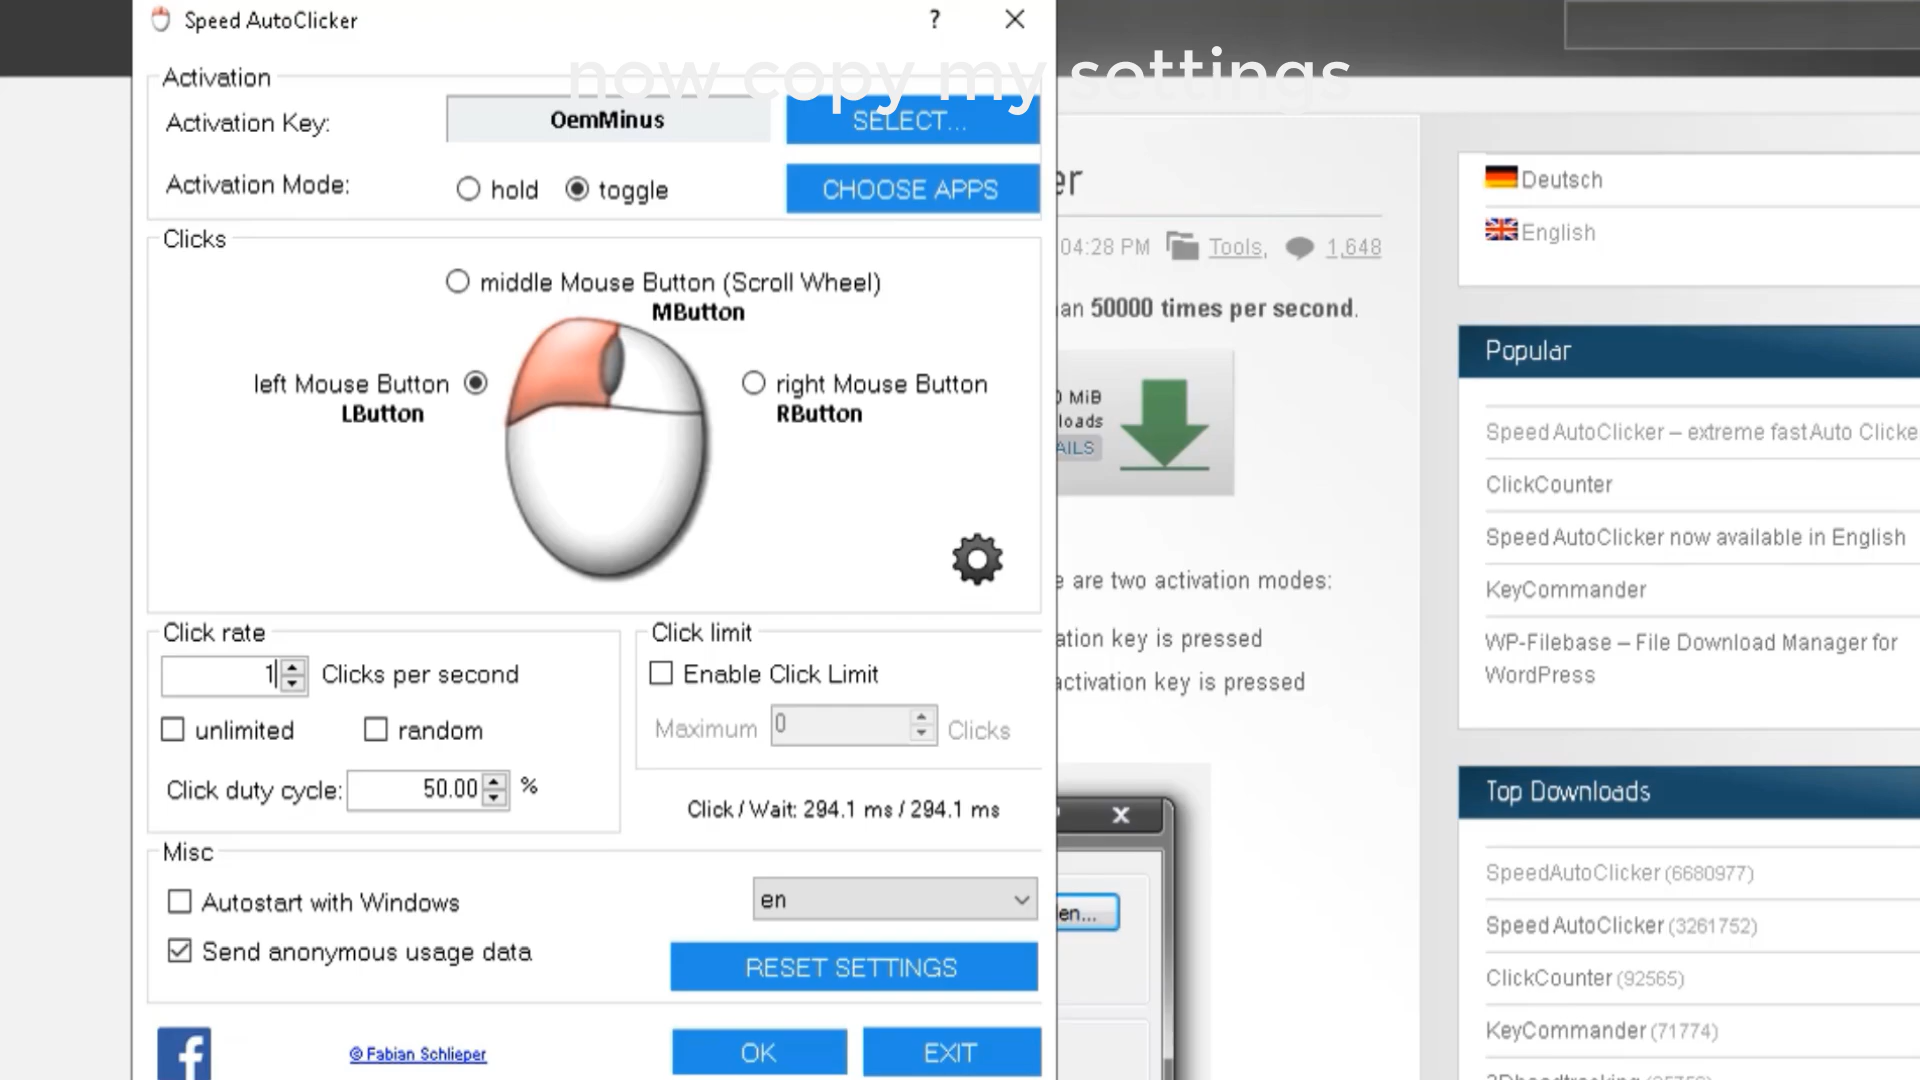 Speed AutoClicker
?
now copy my settings
Activation
Activation Key:
OemMinus
SELECT...
Activation Mode:
hold
toggle
CHOOSE APPS
Clicks
middle Mouse Button (Scroll Wheel)
MButton
left Mouse Button
LButton
right Mouse Button
RButton
Click rate
1
Clicks per second
unlimited
random
Click duty cycle:
50.00
%
Click limit
Enable Click Limit
Maximum
0
Clicks
Click / Wait: 294.1 ms / 294.1 ms
Misc
Autostart with Windows
en
Send anonymous usage data
RESET SETTINGS
f
© Fabian Schlieper
OK
EXIT
er
04:28 PM
Tools,
1,648
an 50000 times per second.
MiB
loads
AILS
e are two activation modes:
ation key is pressed
activation key is pressed
X
en...
Deutsch
English
Popular
Speed AutoClicker – extreme fast Auto Clicke
ClickCounter
Speed AutoClicker now available in English
KeyCommander
WP-Filebase – File Download Manager for
WordPress
Top Downloads
SpeedAutoClicker (6680977)
Speed AutoClicker (3261752)
ClickCounter (92565)
KeyCommander (71774)